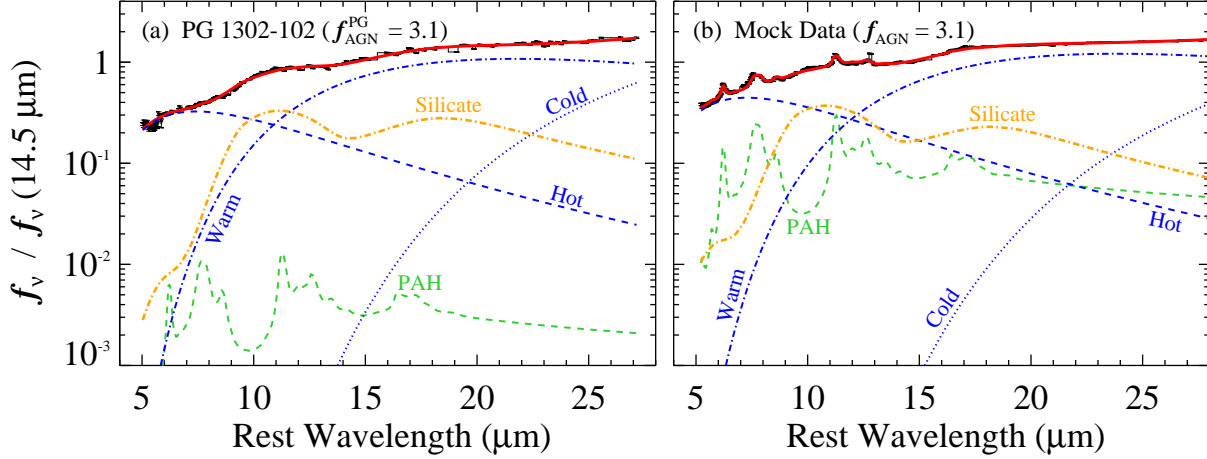 (a) PG 1302-102 (f_AGN^PG = 3.1)
(b) Mock Data (f_AGN = 3.1)
f_ν / f_ν (14.5 μm)
1
10⁻¹
10⁻²
10⁻³
Silicate
Cold
Warm
Hot
PAH
Silicate
PAH
Hot
Warm
Cold
5 10 15 20 25
5 10 15 20 25
Rest Wavelength (μm)
Rest Wavelength (μm)